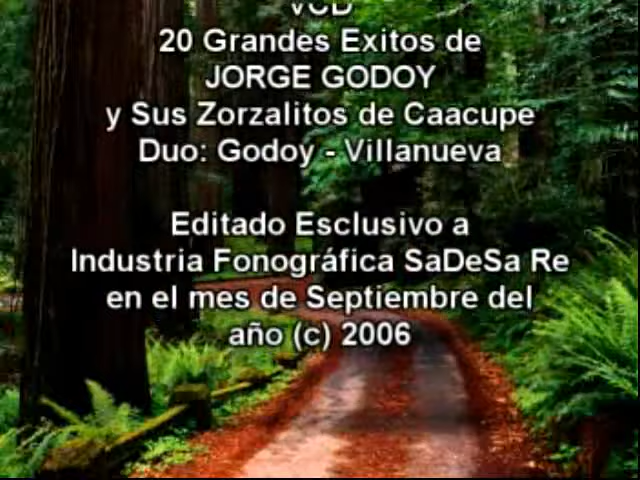 VCD
20 Grandes Exitos de
JORGE GODOY
y Sus Zorzalitos de Caacupe
Duo: Godoy - Villanueva
Editado Esclusivo a
Industria Fonográfica SaDeSa Re
en el mes de Septiembre del
año (c) 2006